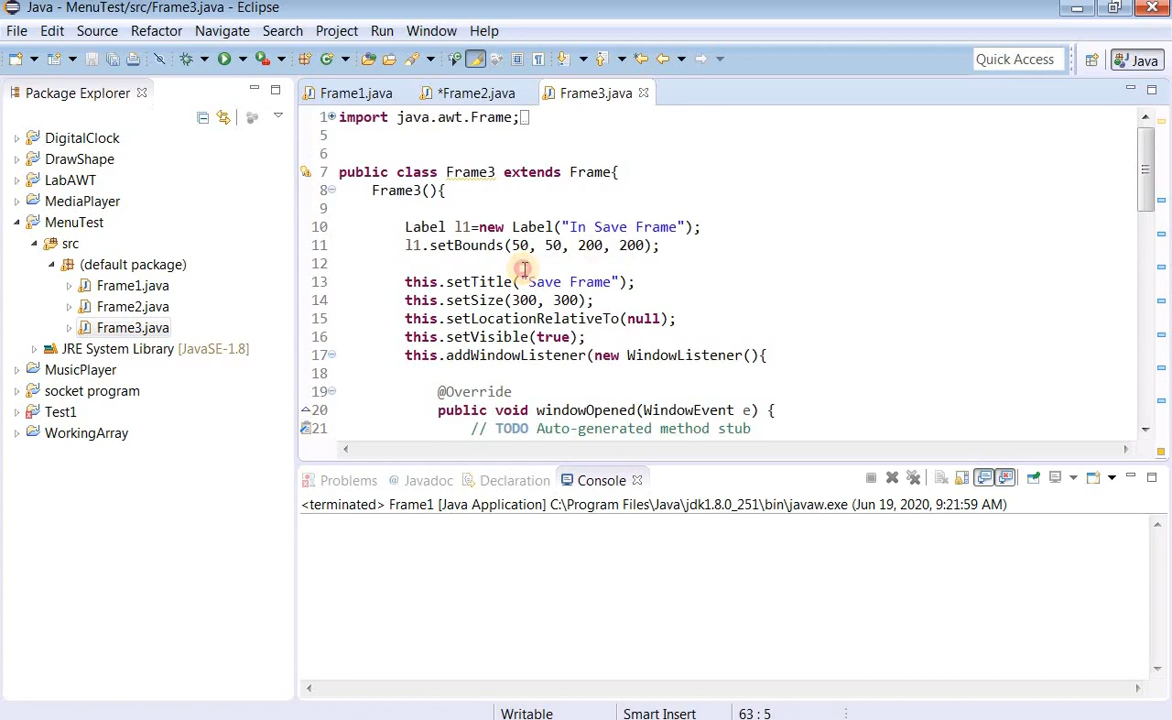 Java - MenuTest/src/Frame3.java - Eclipse
File Edit Source Refactor Navigate Search Project Run Window Help
Quick Access Java
Package Explorer
DigitalClock
DrawShape
LabAWT
MediaPlayer
MenuTest
src
(default package)
Frame1.java
Frame2.java
Frame3.java
JRE System Library [JavaSE-1.8]
MusicPlayer
socket program
Test1
WorkingArray
Frame1.java *Frame2.java Frame3.java
1 import java.awt.Frame;
5
6
7 public class Frame3 extends Frame{
8 Frame3(){
9
10 Label l1=new Label("In Save Frame");
11 l1.setBounds(50, 50, 200, 200);
12
13 this.setTitle("Save Frame");
14 this.setSize(300, 300);
15 this.setLocationRelativeTo(null);
16 this.setVisible(true);
17 this.addWindowListener(new WindowListener(){
18
19 @Override
20 public void windowOpened(WindowEvent e) {
21 // TODO Auto-generated method stub
Problems Javadoc Declaration Console
<terminated> Frame1 [Java Application] C:\Program Files\Java\jdk1.8.0_251\bin\javaw.exe (Jun 19, 2020, 9:21:59 AM)
Writable Smart Insert 63 : 5